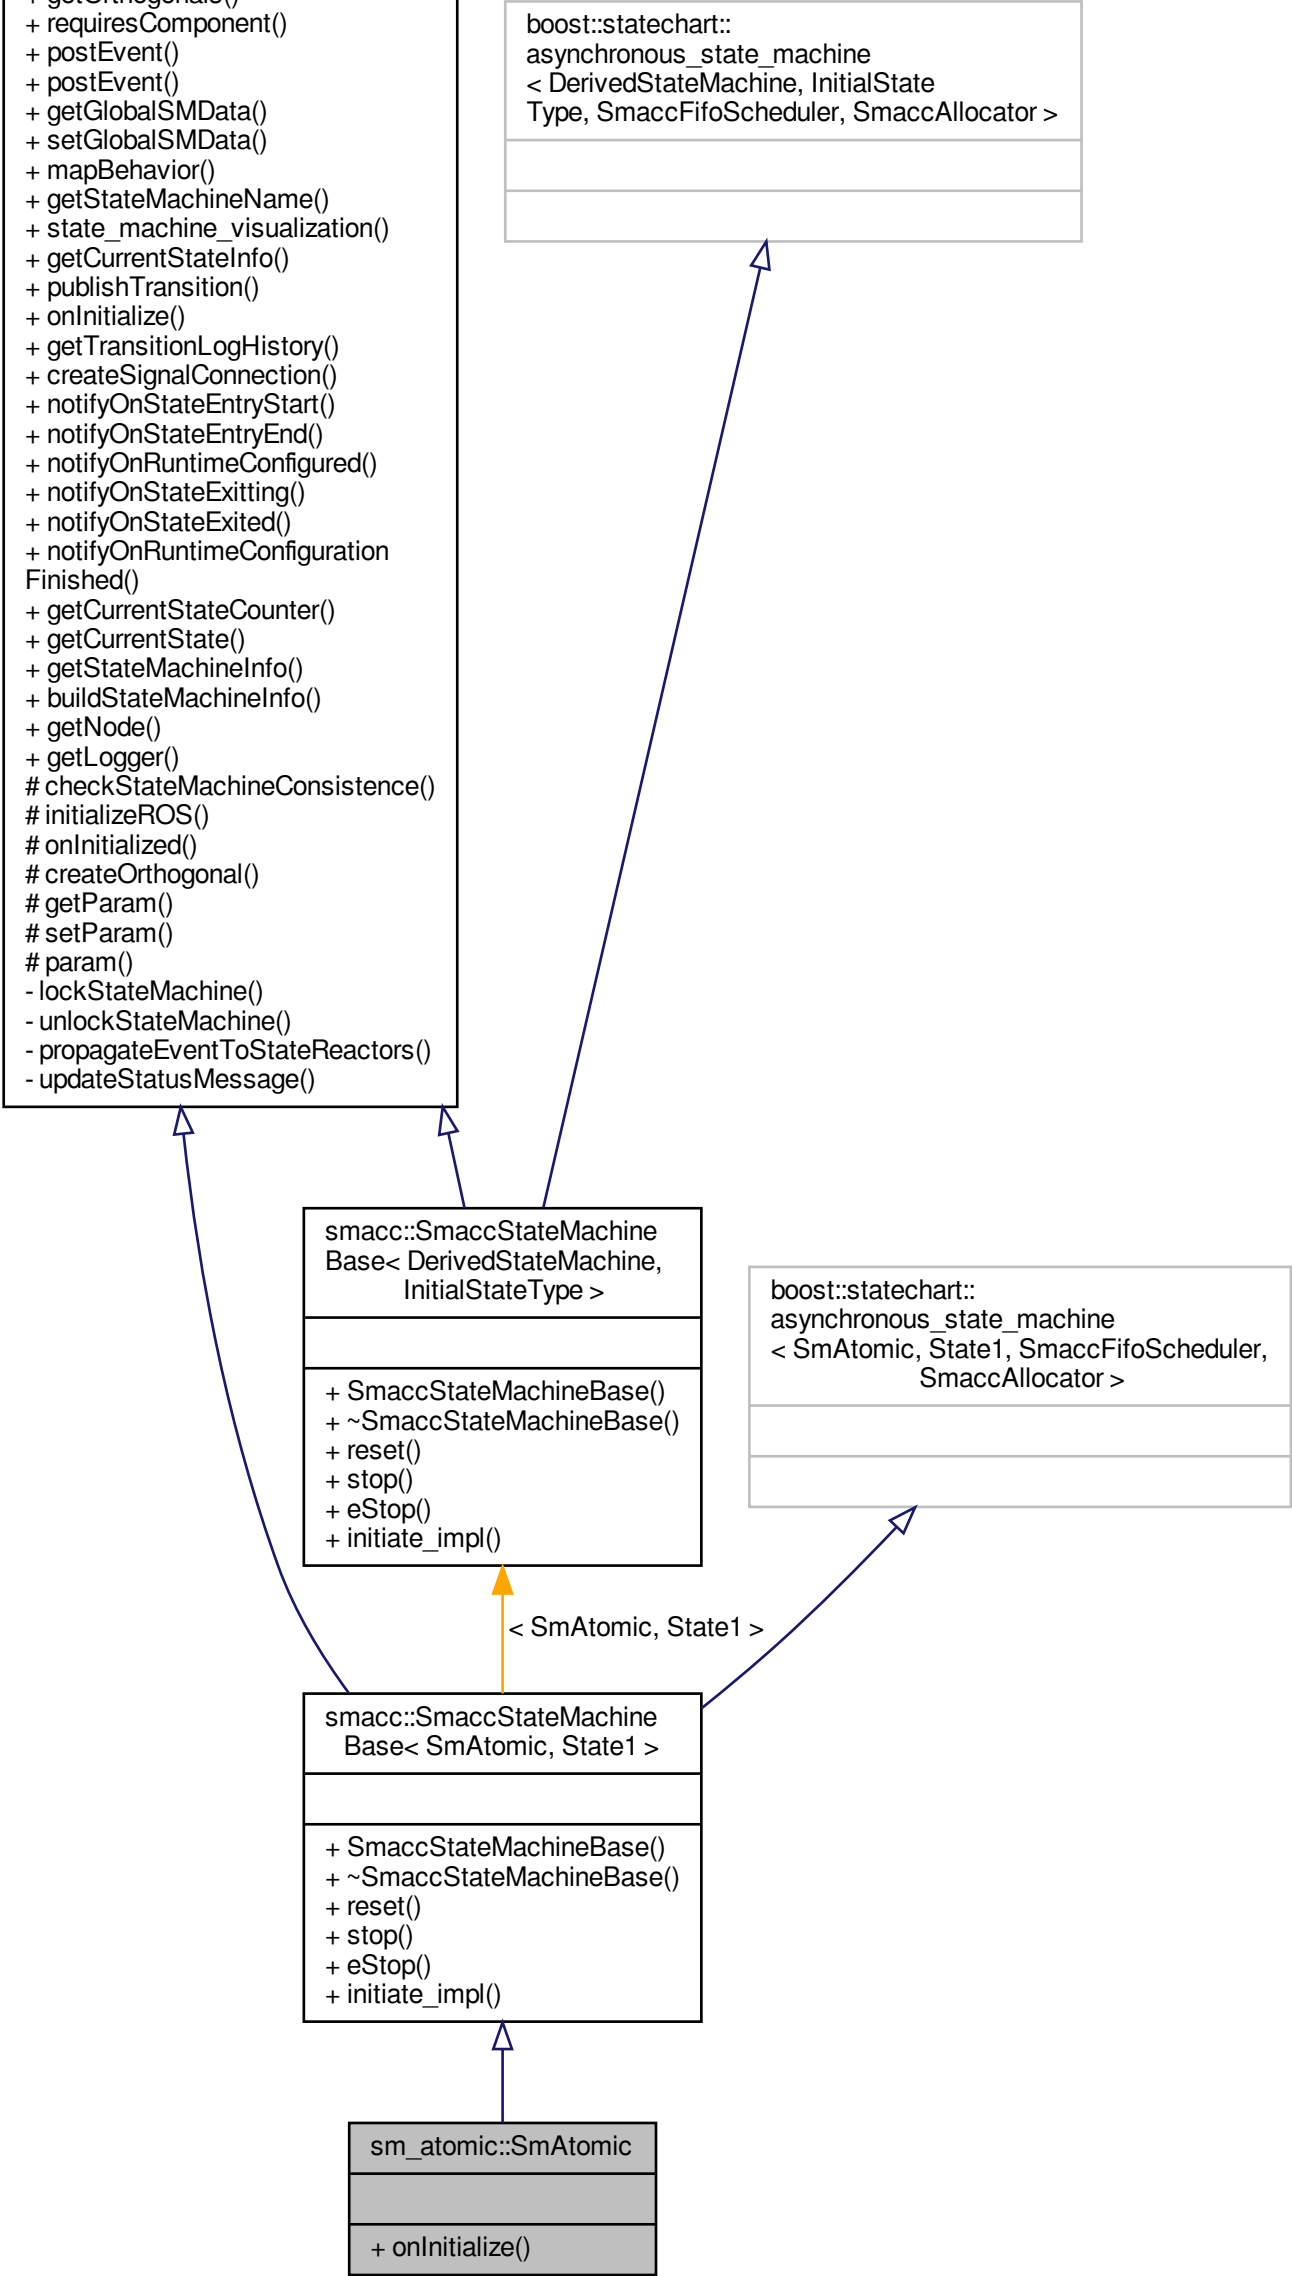 + requiresComponent()
+ postEvent()
+ postEvent()
+ getGlobalSMData()
+ setGlobalSMData()
+ mapBehavior()
+ getStateMachineName()
+ state_machine_visualization()
+ getCurrentStateInfo()
+ publishTransition()
+ onInitialize()
+ getTransitionLogHistory()
+ createSignalConnection()
+ notifyOnStateEntryStart()
+ notifyOnStateEntryEnd()
+ notifyOnRuntimeConfigured()
+ notifyOnStateExitting()
+ notifyOnStateExited()
+ notifyOnRuntimeConfiguration
Finished()
+ getCurrentStateCounter()
+ getCurrentState()
+ getStateMachineInfo()
+ buildStateMachineInfo()
+ getNode()
+ getLogger()
# checkStateMachineConsistence()
# initializeROS()
# onInitialized()
# createOrthogonal()
# getParam()
# setParam()
# param()
- lockStateMachine()
- unlockStateMachine()
- propagateEventToStateReactors()
- updateStatusMessage()
boost::statechart::
asynchronous_state_machine
< DerivedStateMachine, InitialState
Type, SmaccFifoScheduler, SmaccAllocator >
smacc::SmaccStateMachine
Base< DerivedStateMachine,
InitialStateType >
+ SmaccStateMachineBase()
+ ~SmaccStateMachineBase()
+ reset()
+ stop()
+ eStop()
+ initiate_impl()
boost::statechart::
asynchronous_state_machine
< SmAtomic, State1, SmaccFifoScheduler,
SmaccAllocator >
< SmAtomic, State1 >
smacc::SmaccStateMachine
Base< SmAtomic, State1 >
+ SmaccStateMachineBase()
+ ~SmaccStateMachineBase()
+ reset()
+ stop()
+ eStop()
+ initiate_impl()
sm_atomic::SmAtomic
+ onInitialize()